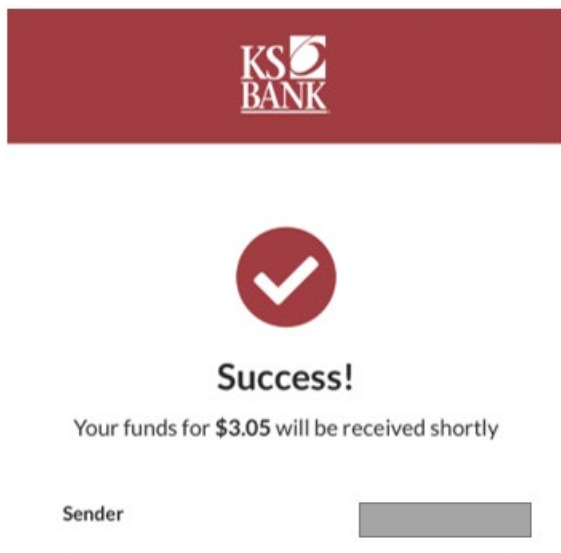 KS
BANK
Success!
Your funds for $3.05 will be received shortly
Sender